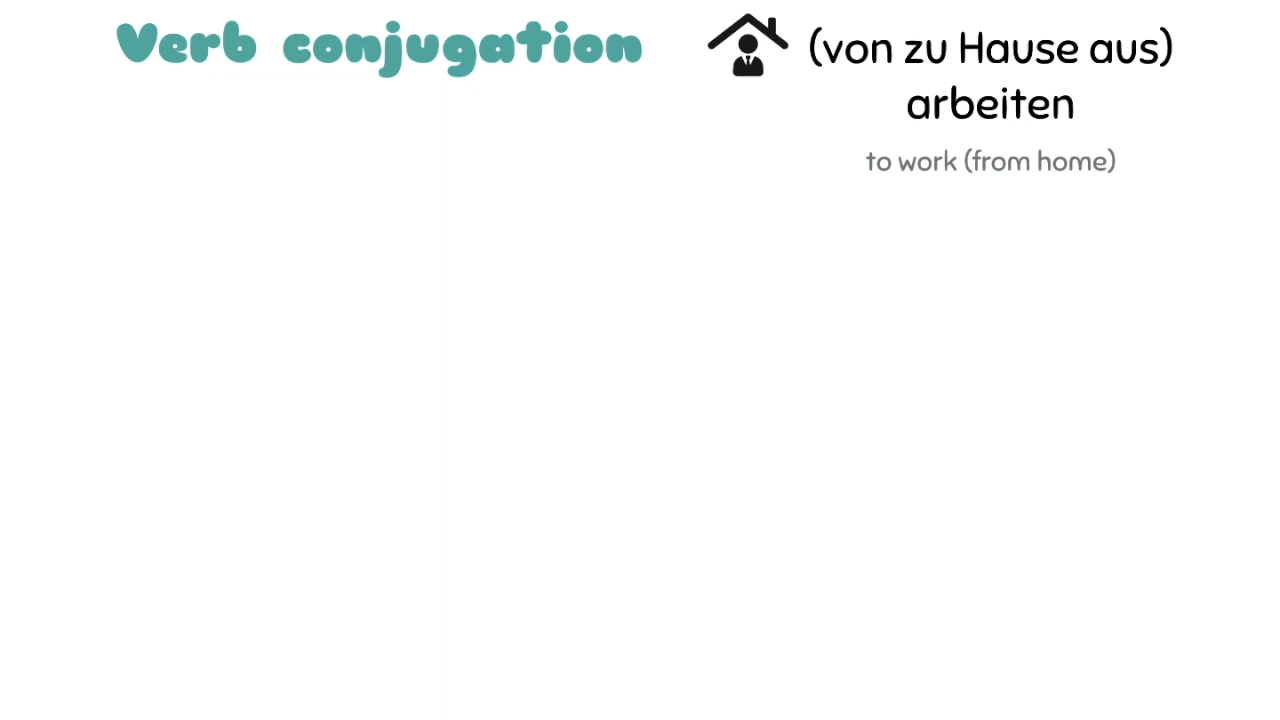 Verb conjugation
(von zu Hause aus)
arbeiten
to work (from home)